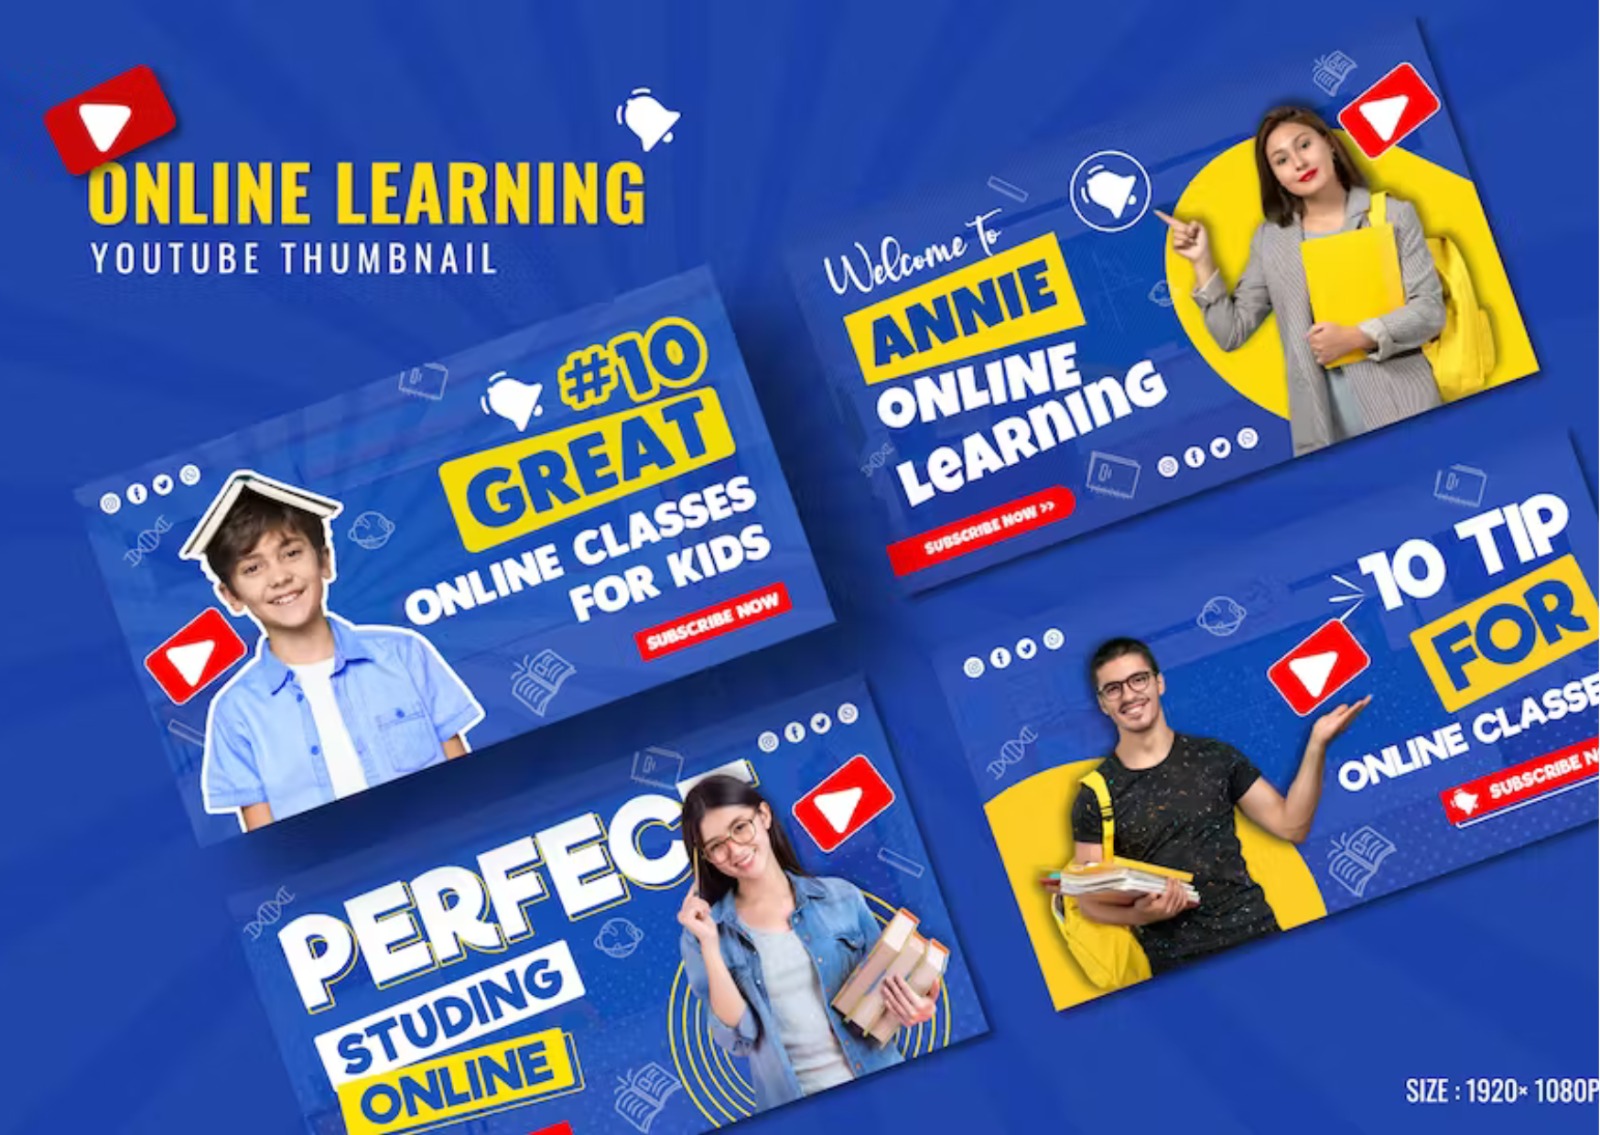 ONLINE LEARNING
YOUTUBE THUMBNAIL
#10
GREAT
ONLINE CLASSES
FOR KIDS
SUBSCRIBE NOW
Welcome To
ANNIE
ONLINE
LeARnInG
SUBSCRIBE NOW >>
PERFECT
STUDING
ONLINE
10 TIP
FOR
ONLINE CLASSE
SUBSCRIBE N
SIZE : 1920× 1080P